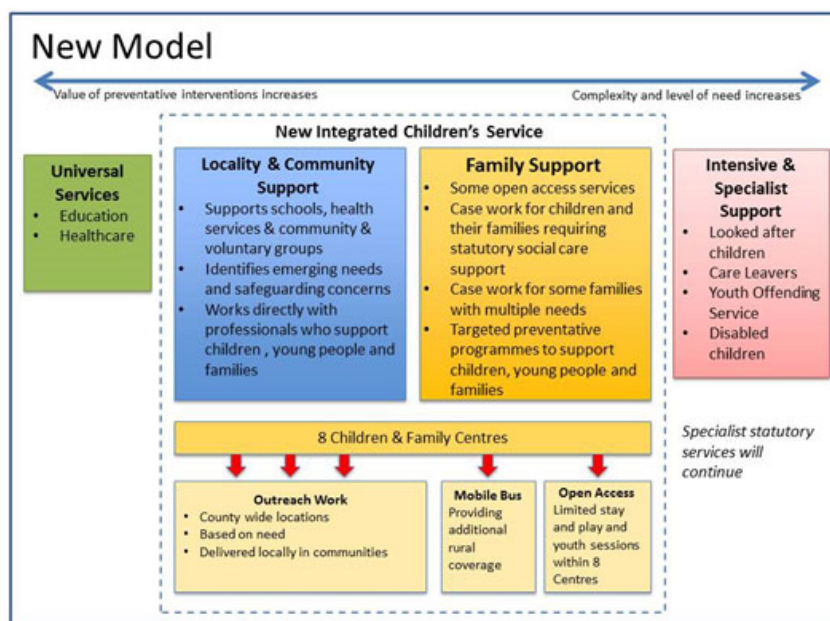 New Model
Value of preventative interventions increases
Complexity and level of need increases
New Integrated Children's Service
Universal
Services
• Education
• Healthcare
Locality & Community
Support
• Supports schools, health
services & community &
voluntary groups
• Identifies emerging needs
and safeguarding concerns
• Works directly with
professionals who support
children , young people and
families
Family Support
• Some open access services
• Case work for children and
their families requiring
statutory social care
support
• Case work for some families
with multiple needs
• Targeted preventative
programmes to support
children, young people and
families
Intensive &
Specialist
Support
• Looked after
children
• Care Leavers
• Youth Offending
Service
• Disabled
children
8 Children & Family Centres
Specialist statutory
services will
continue
Outreach Work
• County wide locations
• Based on need
• Delivered locally in communities
Mobile Bus
Providing
additional
rural
coverage
Open Access
Limited stay
and play and
youth sessions
within 8
Centres